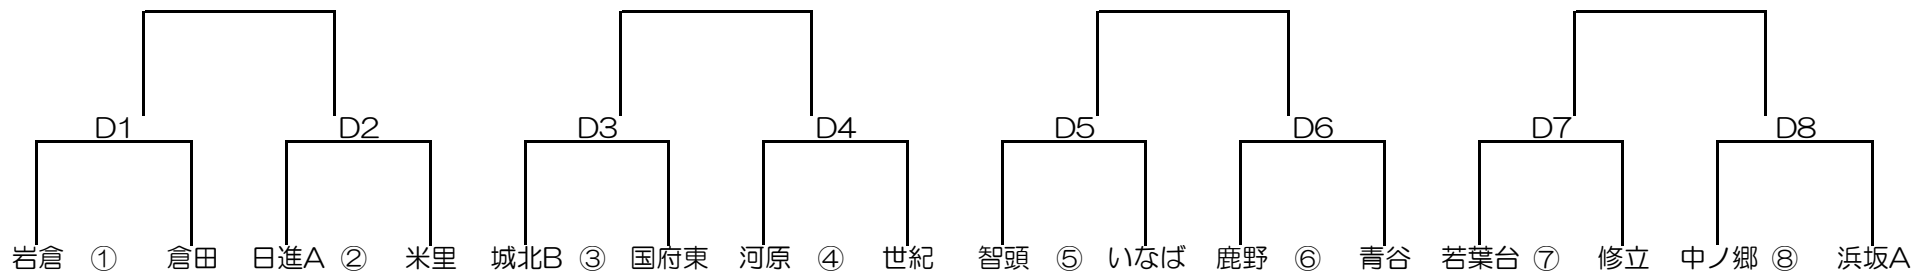 D1 D2 D3 D4 D5 D6 D7 D8
岩倉 ① 倉田 日進A ② 米里 城北B ③ 国府東 河原 ④ 世紀 智頭 ⑤ いなば 鹿野 ⑥ 青谷 若葉台 ⑦ 修立 中ノ郷 ⑧ 浜坂A